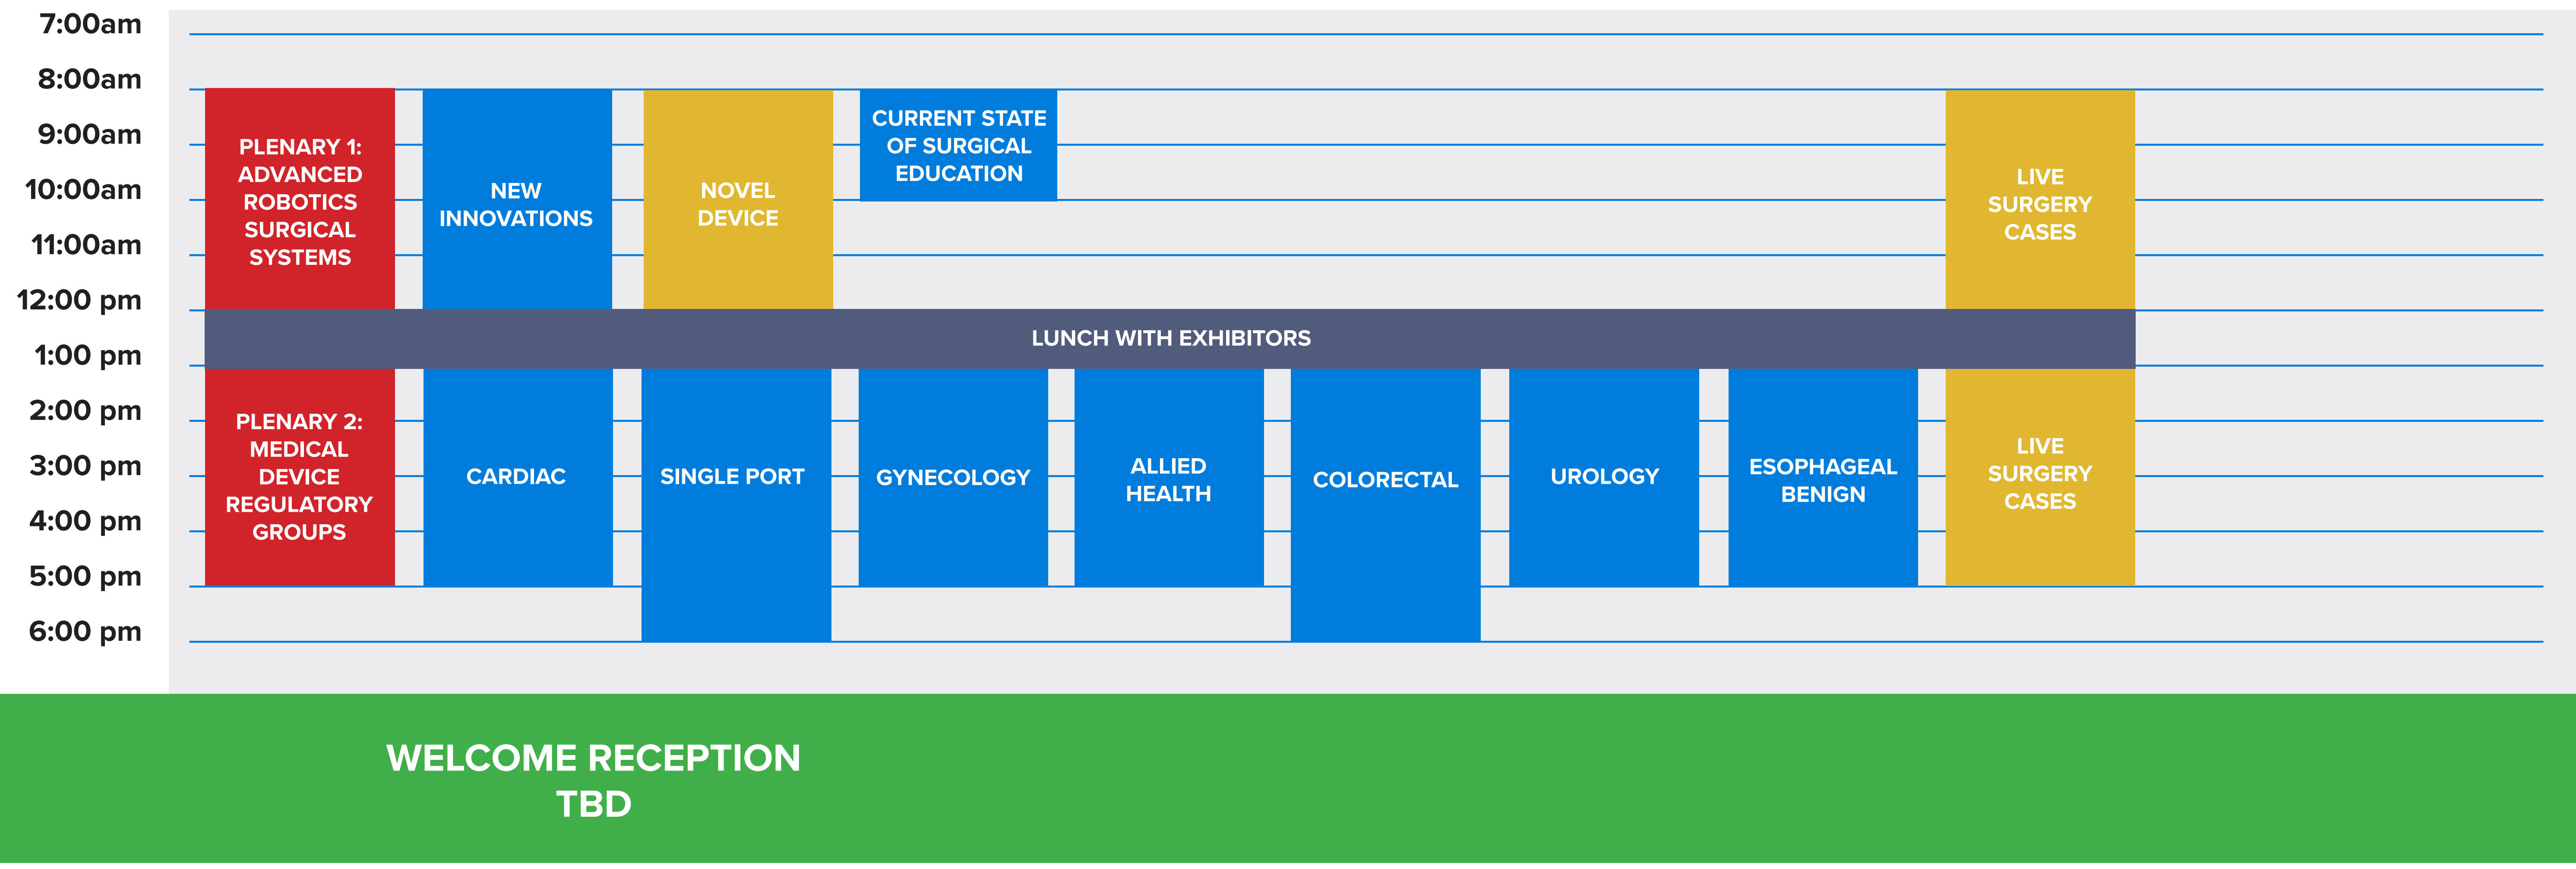 7:00am
8:00am
9:00am
10:00am
11:00am
12:00 pm
1:00 pm
2:00 pm
3:00 pm
4:00 pm
5:00 pm
6:00 pm
PLENARY 1:
ADVANCED
ROBOTICS
SURGICAL
SYSTEMS
NEW
INNOVATIONS
NOVEL
DEVICE
CURRENT STATE
OF SURGICAL
EDUCATION
LIVE
SURGERY
CASES
LUNCH WITH EXHIBITORS
PLENARY 2:
MEDICAL
DEVICE
REGULATORY
GROUPS
CARDIAC
SINGLE PORT
GYNECOLOGY
ALLIED
HEALTH
COLORECTAL
UROLOGY
ESOPHAGEAL
BENIGN
LIVE
SURGERY
CASES
WELCOME RECEPTION
TBD